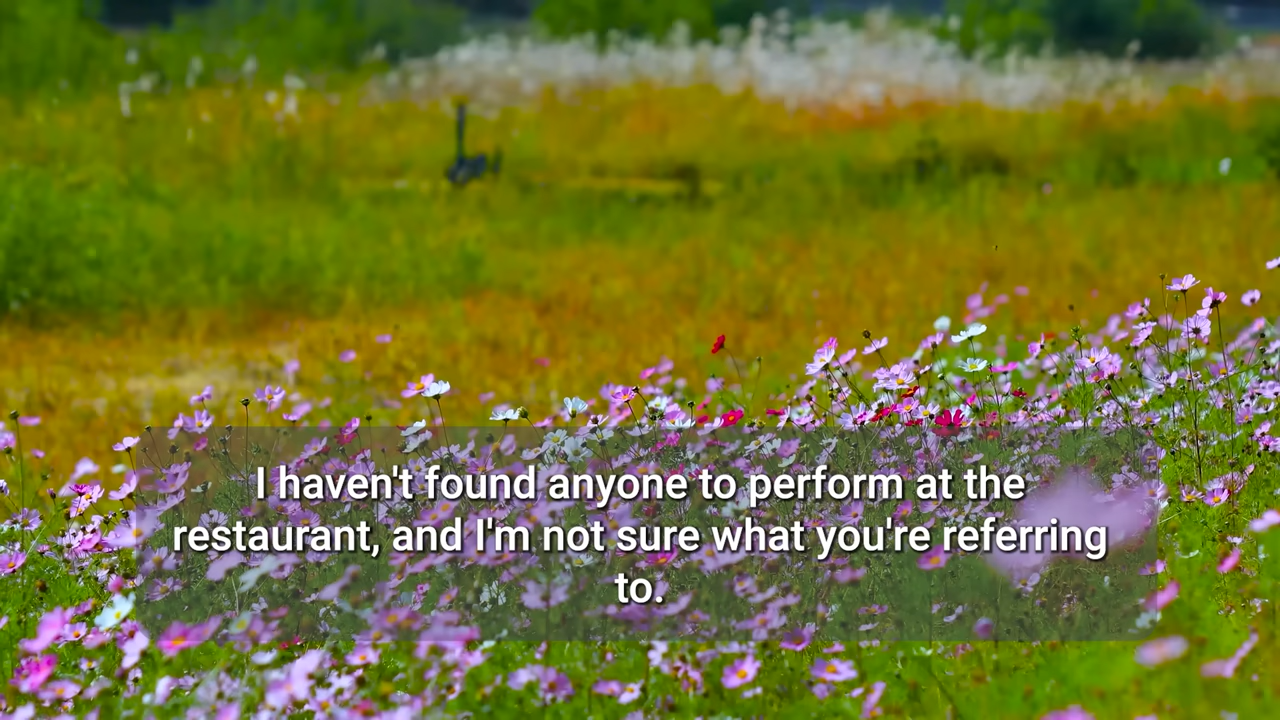 I haven't found anyone to perform at the
restaurant, and I'm not sure what you're referring
to.